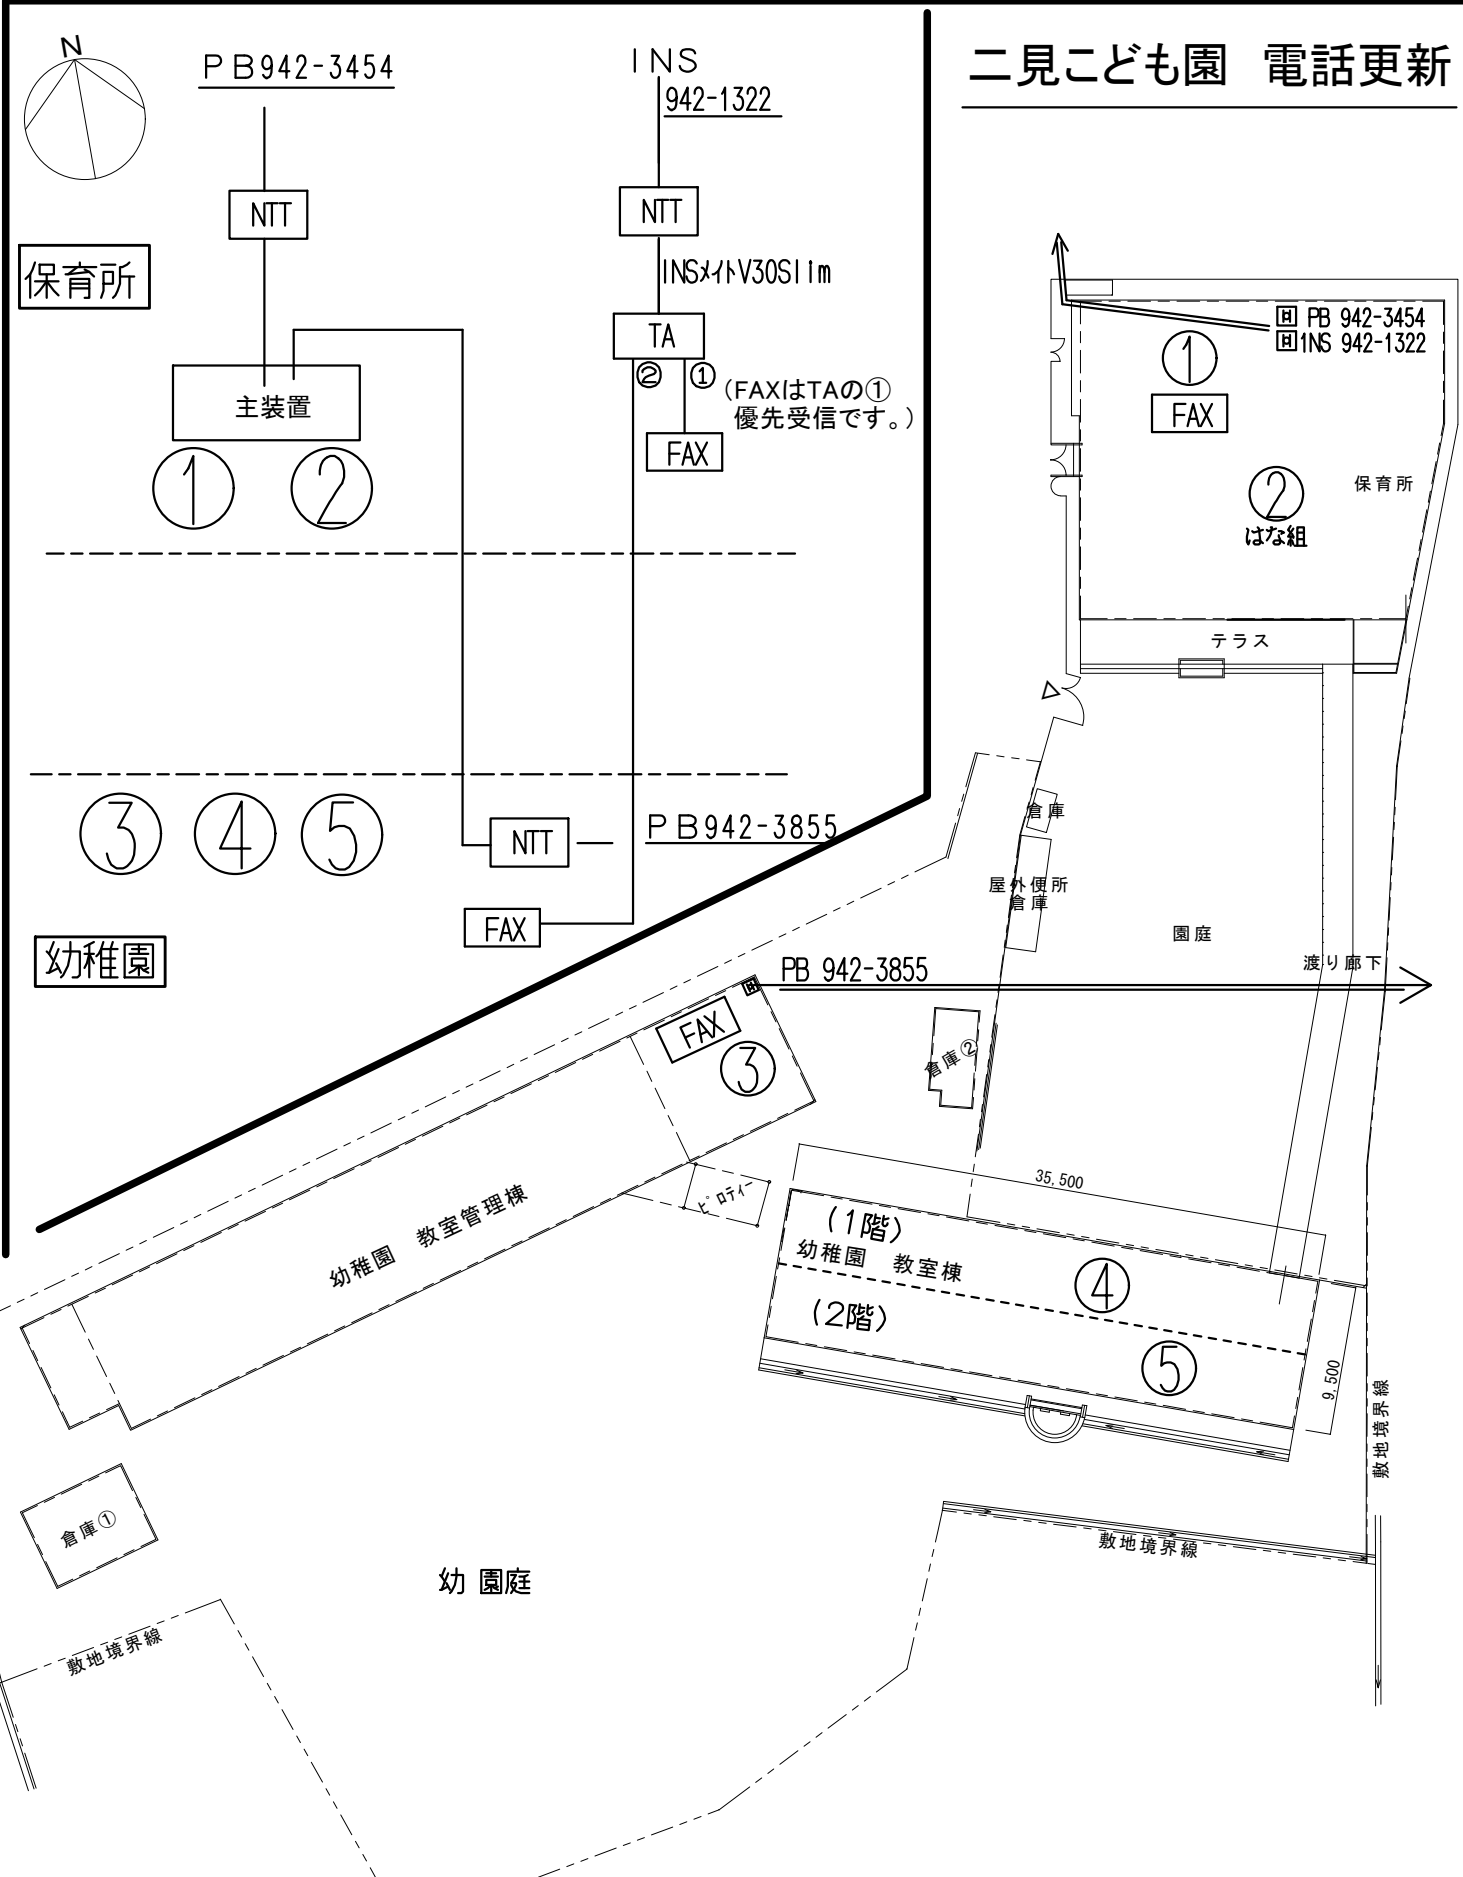 二見こども園 電話更新
N
PB942-3454
INS
942-1322
NTT
NTT
保育所
INSメイトV30Slim
TA
② ①
(FAXはTAの①
優先受信です。)
主装置
FAX
① ②
③ ④ ⑤
NTT
PB942-3855
FAX
幼稚園
PB 942-3454
INS 942-1322
①
FAX
②
はな組
保育所
テラス
倉庫
屋外便所
倉庫
園庭
渡り廊下
PB 942-3855
FAX
③
倉庫②
35,500
ピロティー
幼稚園 教室管理棟
(1階)
幼稚園 教室棟
④
(2階)
⑤
9,500
敷地境界線
倉庫①
敷地境界線
幼 園庭
敷地境界線